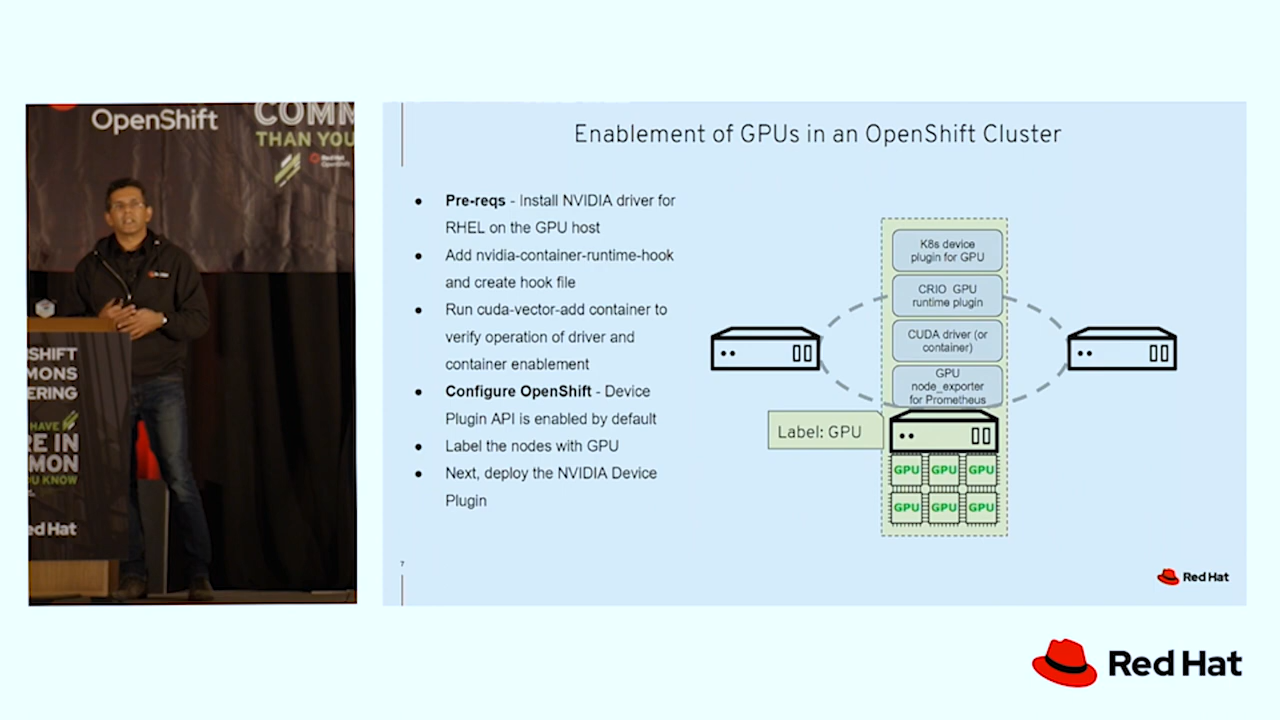 OpenShift
COMM
THAN YOU
Red Hat
OpenShift
SHIFT
MONS
ERING
HAVE
RE IN
MON
U KNOW
ed Hat
Enablement of GPUs in an OpenShift Cluster
● Pre-reqs - Install NVIDIA driver for
RHEL on the GPU host
● Add nvidia-container-runtime-hook
and create hook file
● Run cuda-vector-add container to
verify operation of driver and
container enablement
● Configure OpenShift - Device
Plugin API is enabled by default
● Label the nodes with GPU
● Next, deploy the NVIDIA Device
Plugin
K8s device
plugin for GPU
CRIO GPU
runtime plugin
CUDA driver (or
container)
GPU
node_exporter
for Prometheus
Label: GPU
GPU GPU GPU
GPU GPU GPU
7
Red Hat
Red Hat